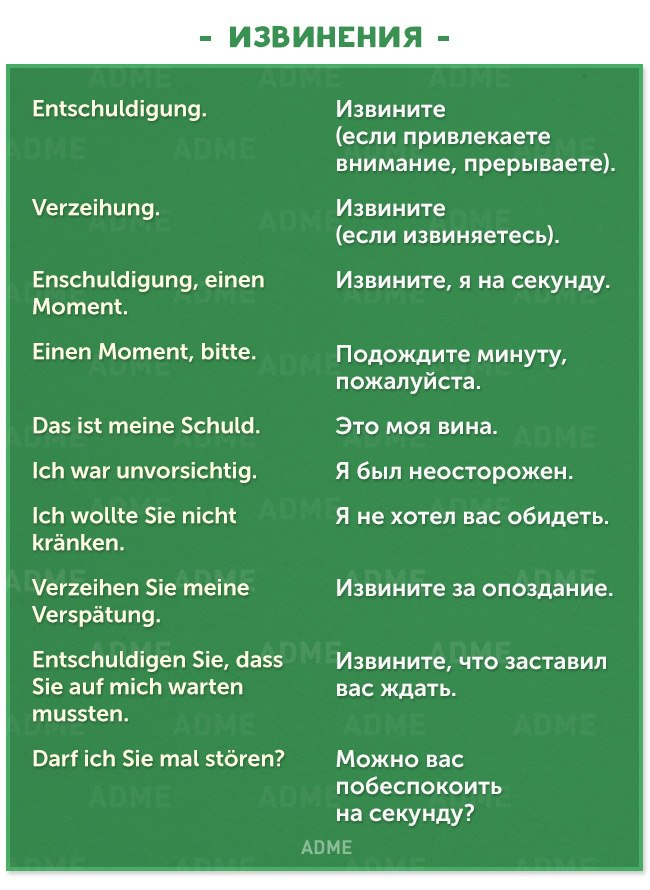 - ИЗВИНЕНИЯ -
Entschuldigung.
Извините
(если привлекаете
внимание, прерываете).
Verzeihung.
Извините
(если извиняетесь).
Enschuldigung, einen
Moment.
Извините, я на секунду.
Einen Moment, bitte.
Подождите минуту,
пожалуйста.
Das ist meine Schuld.
Это моя вина.
Ich war unvorsichtig.
Я был неосторожен.
Ich wollte Sie nicht
kränken.
Я не хотел вас обидеть.
Verzeihen Sie meine
Verspätung.
Извините за опоздание.
Entschuldigen Sie, dass
Sie auf mich warten
mussten.
Извините, что заставил
вас ждать.
Darf ich Sie mal stören?
Можно вас
побеспокоить
на секунду?
ADME